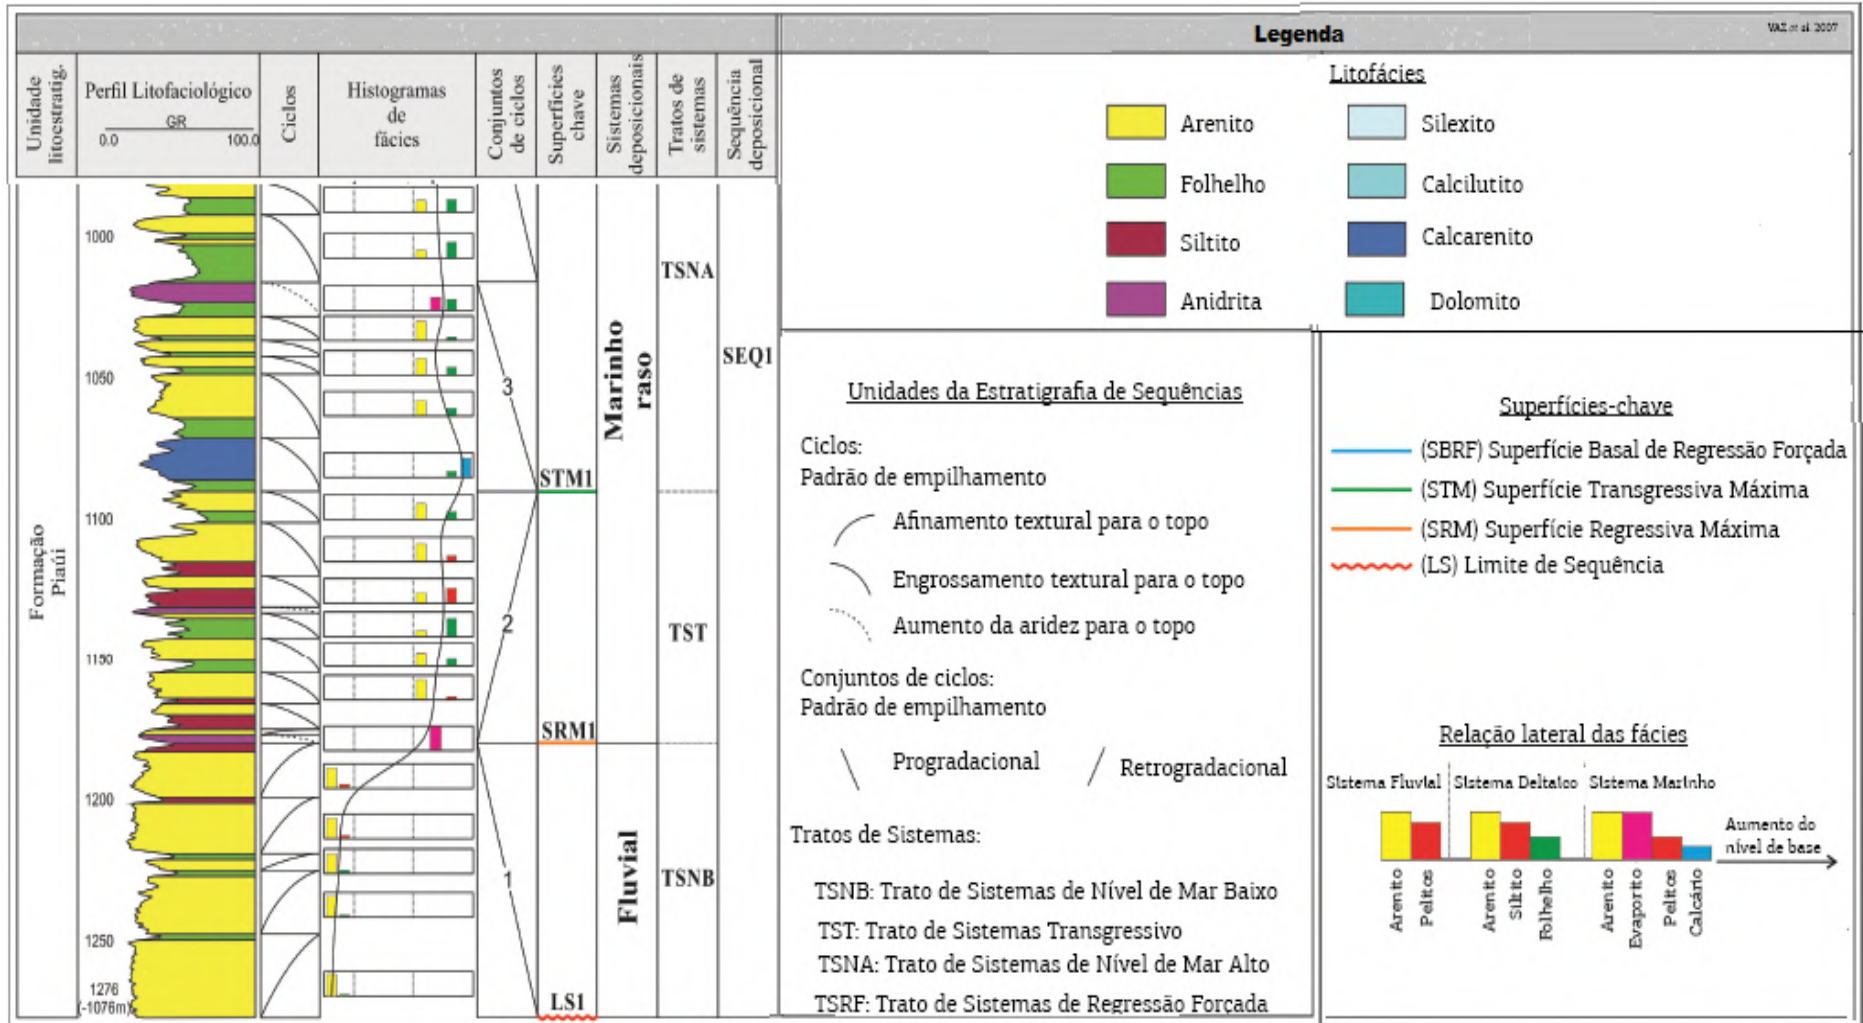 Legenda
VAZ et al. 2007
Unidade
litoestratig.
Perfil Litofaciológico
GR
0.0
100.0
Ciclos
Histogramas
de
fácies
Conjuntos
de ciclos
Superfícies
chave
Sistemas
deposicionais
Tratos de
sistemas
Sequência
deposicional
Formação
Piauí
1000
1050
1100
1150
1200
1250
1276
(-1076m)
3
2
1
STM1
SRM1
LS1
Marinho
raso
Fluvial
TSNA
TST
TSNB
SEQ1
Litofácies
Arenito
Folhelho
Siltito
Anidrita
Silexito
Calcilutito
Calcarenito
Dolomito
Unidades da Estratigrafia de Sequências
Ciclos:
Padrão de empilhamento
Afinamento textural para o topo
Engrossamento textural para o topo
Aumento da aridez para o topo
Conjuntos de ciclos:
Padrão de empilhamento
Progradacional
Retrogradacional
Tratos de Sistemas:
TSNB: Trato de Sistemas de Nível de Mar Baixo
TST: Trato de Sistemas Transgressivo
TSNA: Trato de Sistemas de Nível de Mar Alto
TSRF: Trato de Sistemas de Regressão Forçada
Superfícies-chave
(SBRF) Superfície Basal de Regressão Forçada
(STM) Superfície Transgressiva Máxima
(SRM) Superfície Regressiva Máxima
(LS) Limite de Sequência
Relação lateral das fácies
Sistema Fluvial
Sistema Deltaico
Sistema Marinho
Arenito
Pelitos
Arenito
Siltito
Folhelho
Arenito
Evaporito
Pelitos
Calcário
Aumento do
nível de base